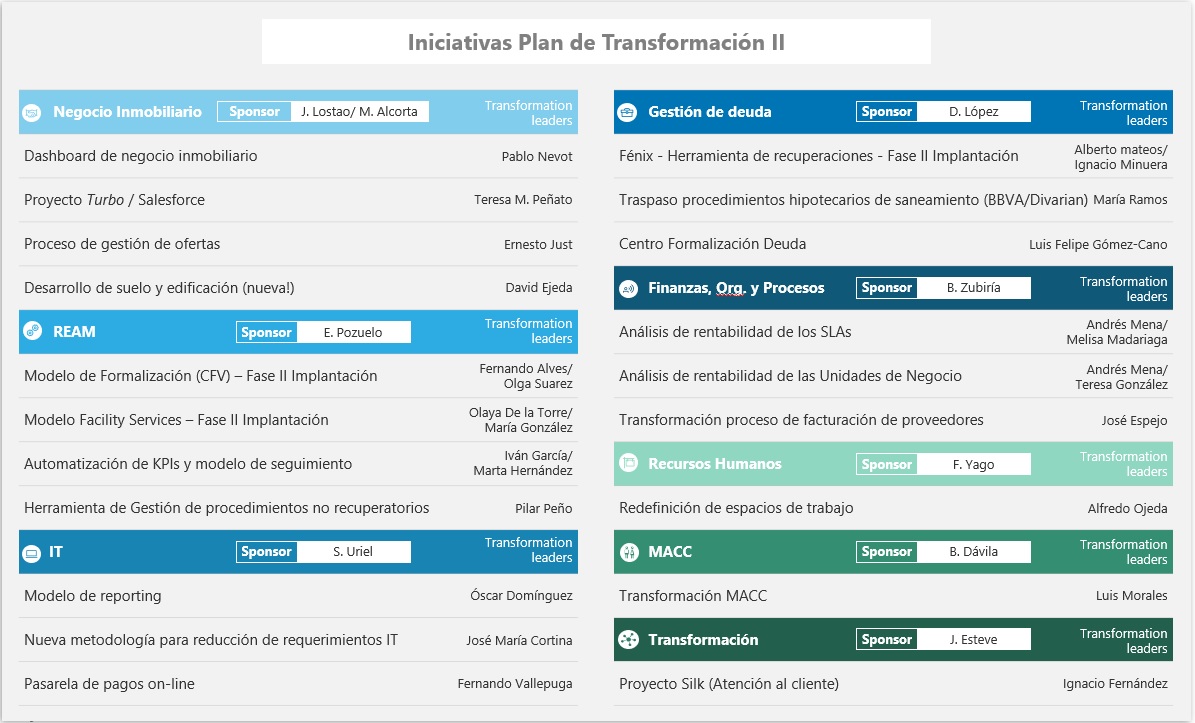 Iniciativas Plan de Transformación II
Negocio Inmobiliario Sponsor J. Lostao/ M. Alcorta Transformation
leaders
Dashboard de negocio inmobiliario Pablo Nevot
Proyecto Turbo / Salesforce Teresa M. Peñato
Proceso de gestión de ofertas Ernesto Just
Desarrollo de suelo y edificación (nueva!) David Ejeda
REAM Sponsor E. Pozuelo Transformation
leaders
Modelo de Formalización (CFV) – Fase II Implantación Fernando Alves/
Olga Suarez
Modelo Facility Services – Fase II Implantación Olaya De la Torre/
María González
Automatización de KPIs y modelo de seguimiento Iván García/
Marta Hernández
Herramienta de Gestión de procedimientos no recuperatorios Pilar Peño
IT Sponsor S. Uriel Transformation
leaders
Modelo de reporting Óscar Domínguez
Nueva metodología para reducción de requerimientos IT José María Cortina
Pasarela de pagos on-line Fernando Vallepuga
Gestión de deuda Sponsor D. López Transformation
leaders
Fénix - Herramienta de recuperaciones - Fase II Implantación Alberto mateos/
Ignacio Minuera
Traspaso procedimientos hipotecarios de saneamiento (BBVA/Divarian) María Ramos
Centro Formalización Deuda Luis Felipe Gómez-Cano
Finanzas, Org. y Procesos Sponsor B. Zubiría Transformation
leaders
Análisis de rentabilidad de los SLAs Andrés Mena/
Melisa Madariaga
Análisis de rentabilidad de las Unidades de Negocio Andrés Mena/
Teresa González
Transformación proceso de facturación de proveedores José Espejo
Recursos Humanos Sponsor F. Yago Transformation
leaders
Redefinición de espacios de trabajo Alfredo Ojeda
MACC Sponsor B. Dávila Transformation
leaders
Transformación MACC Luis Morales
Transformación Sponsor J. Esteve Transformation
leaders
Proyecto Silk (Atención al cliente) Ignacio Fernández